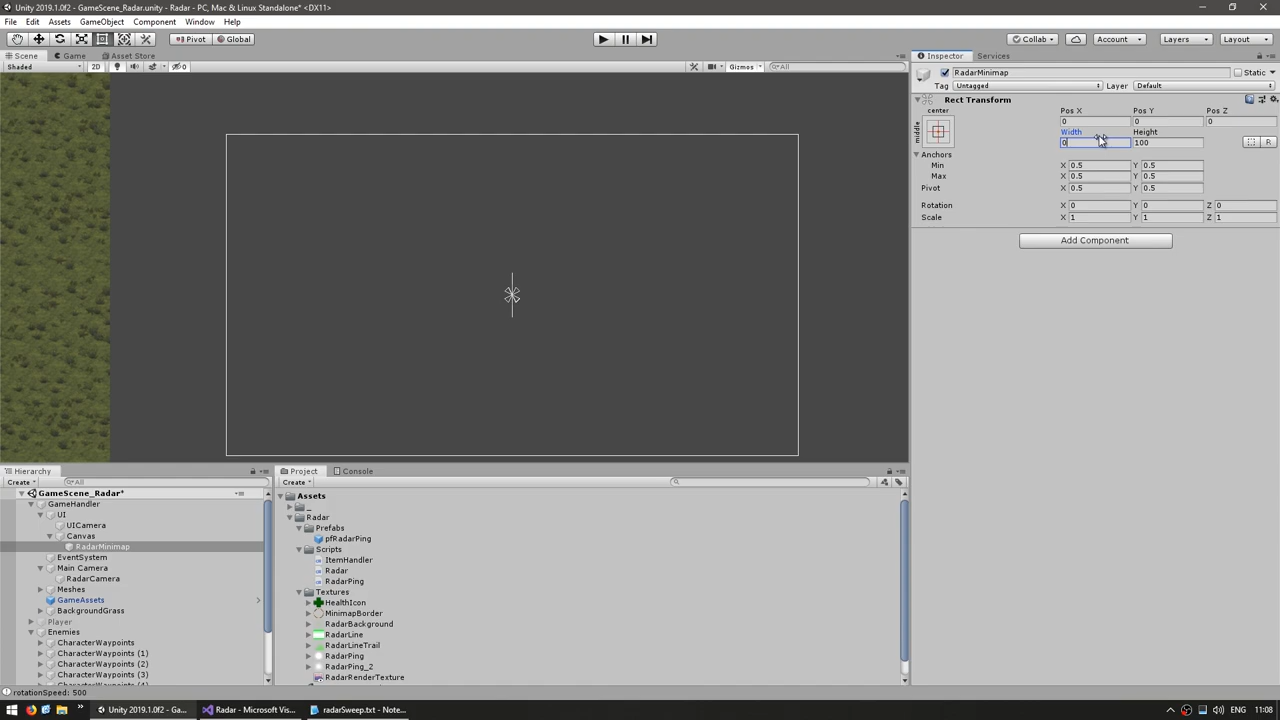 Unity 2019.1.0f2 - GameScene_Radar.unity - Radar - PC, Mac & Linux Standalone* <DX11>
File Edit Assets GameObject Component Window Help
Pivot Global Collab Account Layers Layout
Scene Game Asset Store Inspector Services
Shaded 2D 0 Gizmos All
RadarMinimap Static
Tag Untagged Layer Default
Rect Transform
center Pos X Pos Y Pos Z
middle 0 0 0
Width Height
0 100 R
Anchors
Min X 0.5 Y 0.5
Max X 0.5 Y 0.5
Pivot X 0.5 Y 0.5
Rotation X 0 Y 0 Z 0
Scale X 1 Y 1 Z 1
Add Component
Hierarchy
Create All
GameScene_Radar*
GameHandler
UI
UICamera
Canvas
RadarMinimap
EventSystem
Main Camera
RadarCamera
Meshes
GameAssets
BackgroundGrass
Player
Enemies
CharacterWaypoints
CharacterWaypoints (1)
CharacterWaypoints (2)
CharacterWaypoints (3)
CharacterWaypoints (4)
Project Console
Create
Assets
_
Radar
Prefabs
pfRadarPing
Scripts
ItemHandler
Radar
RadarPing
Textures
HealthIcon
MinimapBorder
RadarBackground
RadarLine
RadarLineTrail
RadarPing
RadarPing_2
RadarRenderTexture
rotationSpeed: 500
Unity 2019.1.0f2 - Ga... Radar - Microsoft Vis... radarSweep.txt - Note... ENG 11:08